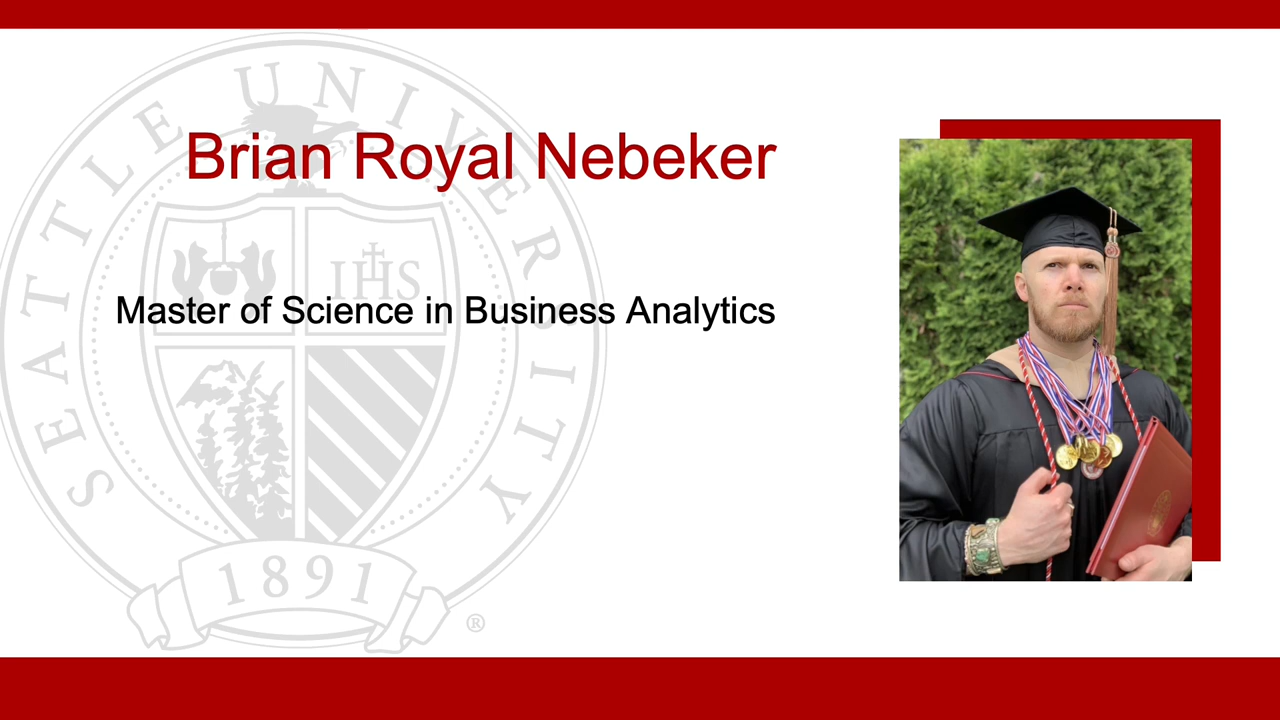 SEATTLE UNIVERSITY
Brian Royal Nebeker
IHS
Master of Science in Business Analytics
1891
®